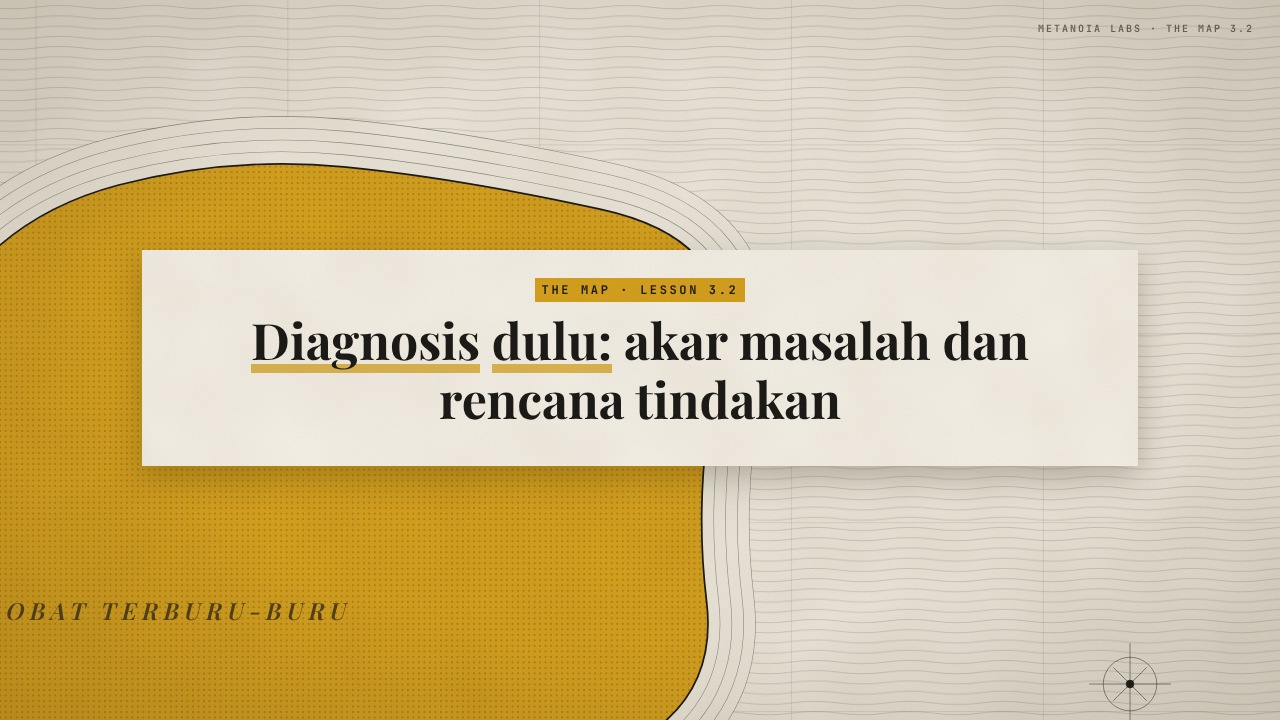 METANOIA LABS · THE MAP 3.2
THE MAP · LESSON 3.2
Diagnosis dulu: akar masalah dan
rencana tindakan
OBAT TERBURU-BURU